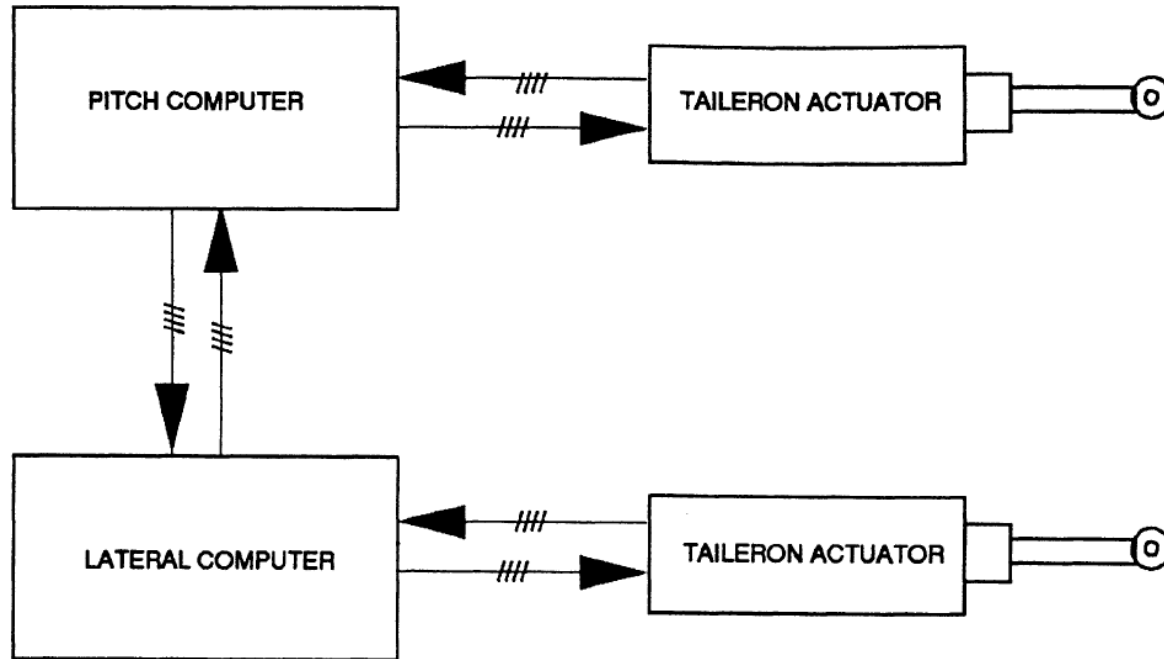 PITCH COMPUTER
TAILERON ACTUATOR
LATERAL COMPUTER
TAILERON ACTUATOR